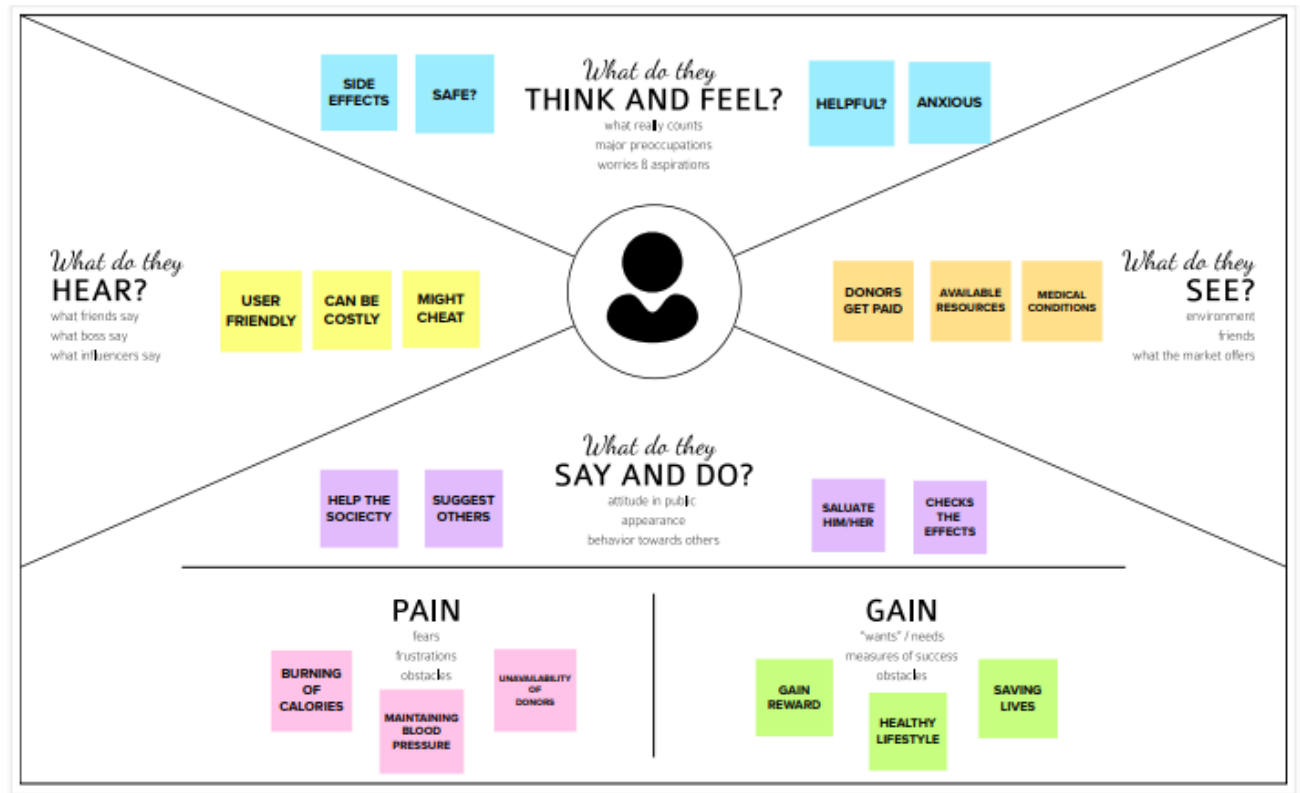 What do they
THINK AND FEEL?
what really counts
major preoccupations
worries & aspirations
SIDE
EFFECTS
SAFE?
HELPFUL?
ANXIOUS
What do they
HEAR?
what friends say
what boss say
what influencers say
USER
FRIENDLY
CAN BE
COSTLY
MIGHT
CHEAT
DONORS
GET PAID
AVAILABLE
RESOURCES
MEDICAL
CONDITIONS
What do they
SEE?
environment
friends
what the market offers
What do they
SAY AND DO?
attitude in public
appearance
behavior towards others
HELP THE
SOCIECTY
SUGGEST
OTHERS
SALUATE
HIM/HER
CHECKS
THE
EFFECTS
PAIN
fears
frustrations
obstacles
BURNING
OF
CALORIES
MAINTAINING
BLOOD
PRESSURE
UNAVAILABILITY
OF
DONORS
GAIN
"wants" / needs
measures of success
obstacles
GAIN
REWARD
HEALTHY
LIFESTYLE
SAVING
LIVES